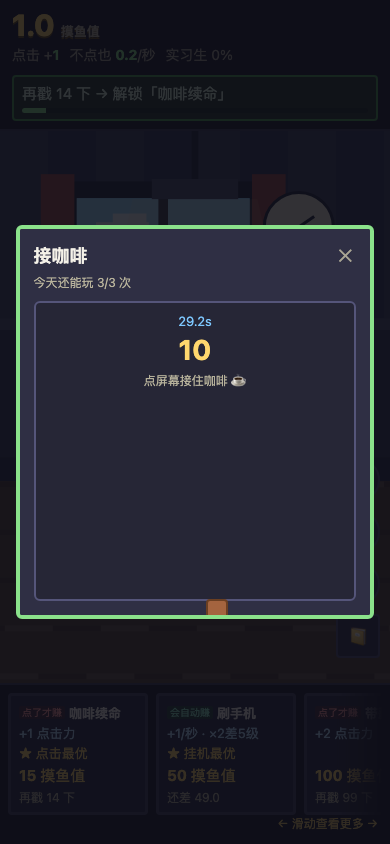 1.0 摸鱼值
点击 +1 不点也 0.2/秒 实习生 0%
再戳 14 下 → 解锁「咖啡续命」
接咖啡
今天还能玩 3/3 次
29.2s
10
点屏幕接住咖啡
点了才赚 咖啡续命
+1 点击力
★ 点击最优
15 摸鱼值
再戳 14 下
会自动赚 刷手机
+1/秒 · ×2差5级
★ 挂机最优
50 摸鱼值
还差 49.0
点了才赚
+2 点击力
100 摸鱼
再戳 99 下
← 滑动查看更多 →